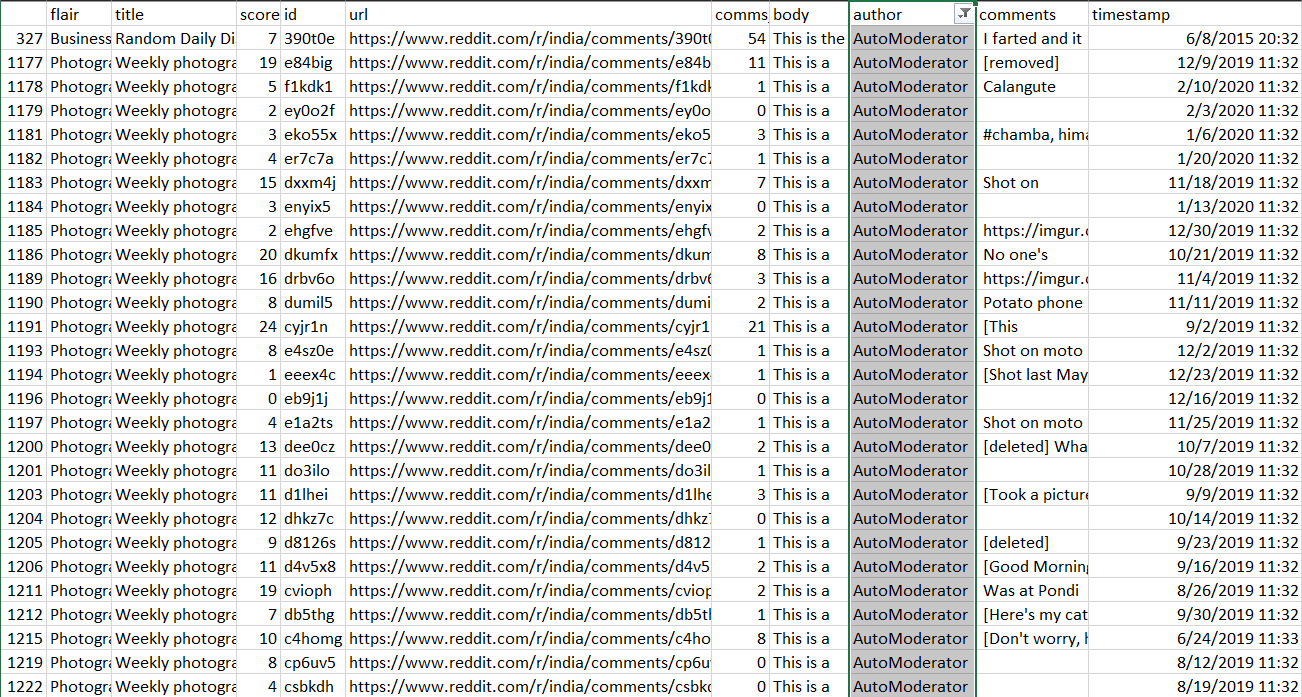 flair title score id url comms_ body author comments timestamp
327 Business Random Daily Di 7 390t0e https://www.reddit.com/r/india/comments/390t0 54 This is the AutoModerator I farted and it 6/8/2015 20:32
1177 Photogra Weekly photogra 19 e84big https://www.reddit.com/r/india/comments/e84b 11 This is a AutoModerator [removed] 12/9/2019 11:32
1178 Photogra Weekly photogra 5 f1kdk1 https://www.reddit.com/r/india/comments/f1kdk 1 This is a AutoModerator Calangute 2/10/2020 11:32
1179 Photogra Weekly photogra 2 ey0o2f https://www.reddit.com/r/india/comments/ey0o 0 This is a AutoModerator 2/3/2020 11:32
1181 Photogra Weekly photogra 3 eko55x https://www.reddit.com/r/india/comments/eko5 3 This is a AutoModerator #chamba, hima 1/6/2020 11:32
1182 Photogra Weekly photogra 4 er7c7a https://www.reddit.com/r/india/comments/er7c7 1 This is a AutoModerator 1/20/2020 11:32
1183 Photogra Weekly photogra 15 dxxm4j https://www.reddit.com/r/india/comments/dxxm 7 This is a AutoModerator Shot on 11/18/2019 11:32
1184 Photogra Weekly photogra 3 enyix5 https://www.reddit.com/r/india/comments/enyix 0 This is a AutoModerator 1/13/2020 11:32
1185 Photogra Weekly photogra 2 ehgfve https://www.reddit.com/r/india/comments/ehgfv 2 This is a AutoModerator https://imgur.c 12/30/2019 11:32
1186 Photogra Weekly photogra 20 dkumfx https://www.reddit.com/r/india/comments/dkum 8 This is a AutoModerator No one's 10/21/2019 11:32
1189 Photogra Weekly photogra 16 drbv6o https://www.reddit.com/r/india/comments/drbv6 3 This is a AutoModerator https://imgur.c 11/4/2019 11:32
1190 Photogra Weekly photogra 8 dumil5 https://www.reddit.com/r/india/comments/dumi 2 This is a AutoModerator Potato phone 11/11/2019 11:32
1191 Photogra Weekly photogra 24 cyjr1n https://www.reddit.com/r/india/comments/cyjr1 21 This is a AutoModerator [This 9/2/2019 11:32
1193 Photogra Weekly photogra 8 e4sz0e https://www.reddit.com/r/india/comments/e4sz0 1 This is a AutoModerator Shot on moto 12/2/2019 11:32
1194 Photogra Weekly photogra 1 eeex4c https://www.reddit.com/r/india/comments/eeex 1 This is a AutoModerator [Shot last May 12/23/2019 11:32
1196 Photogra Weekly photogra 0 eb9j1j https://www.reddit.com/r/india/comments/eb9j1 0 This is a AutoModerator 12/16/2019 11:32
1197 Photogra Weekly photogra 4 e1a2ts https://www.reddit.com/r/india/comments/e1a2 1 This is a AutoModerator Shot on moto 11/25/2019 11:32
1200 Photogra Weekly photogra 13 dee0cz https://www.reddit.com/r/india/comments/dee0 2 This is a AutoModerator [deleted] Wha 10/7/2019 11:32
1201 Photogra Weekly photogra 11 do3ilo https://www.reddit.com/r/india/comments/do3il 1 This is a AutoModerator 10/28/2019 11:32
1203 Photogra Weekly photogra 11 d1lhei https://www.reddit.com/r/india/comments/d1lhe 3 This is a AutoModerator [Took a picture 9/9/2019 11:32
1204 Photogra Weekly photogra 12 dhkz7c https://www.reddit.com/r/india/comments/dhkz7 0 This is a AutoModerator 10/14/2019 11:32
1205 Photogra Weekly photogra 9 d8126s https://www.reddit.com/r/india/comments/d812 1 This is a AutoModerator [deleted] 9/23/2019 11:32
1206 Photogra Weekly photogra 11 d4v5x8 https://www.reddit.com/r/india/comments/d4v5 2 This is a AutoModerator [Good Morning 9/16/2019 11:32
1211 Photogra Weekly photogra 19 cvioph https://www.reddit.com/r/india/comments/cviop 2 This is a AutoModerator Was at Pondi 8/26/2019 11:32
1212 Photogra Weekly photogra 7 db5thg https://www.reddit.com/r/india/comments/db5tl 1 This is a AutoModerator [Here's my cat 9/30/2019 11:32
1215 Photogra Weekly photogra 10 c4homg https://www.reddit.com/r/india/comments/c4ho 8 This is a AutoModerator [Don't worry, h 6/24/2019 11:33
1219 Photogra Weekly photogra 8 cp6uv5 https://www.reddit.com/r/india/comments/cp6u 0 This is a AutoModerator 8/12/2019 11:32
1222 Photogra Weekly photogra 4 csbkdh https://www.reddit.com/r/india/comments/csbkd 0 This is a AutoModerator 8/19/2019 11:32